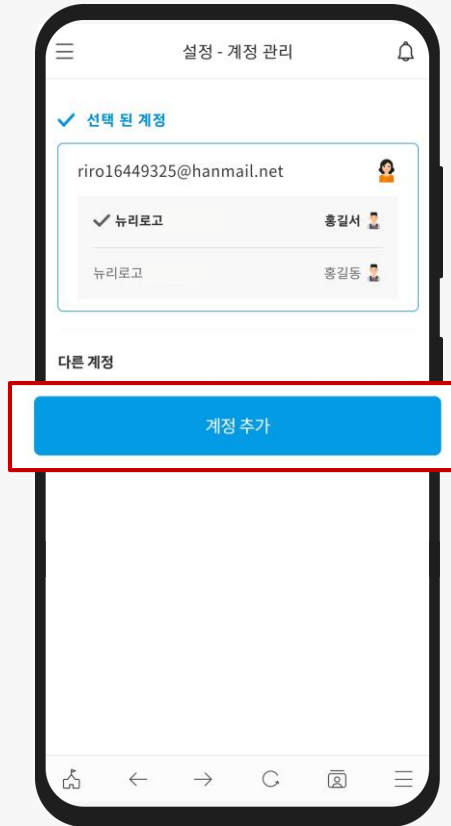 설정 - 계정 관리
선택 된 계정
riro16449325@hanmail.net
뉴리로고 홍길서
뉴리로고 홍길동
다른 계정
계정 추가